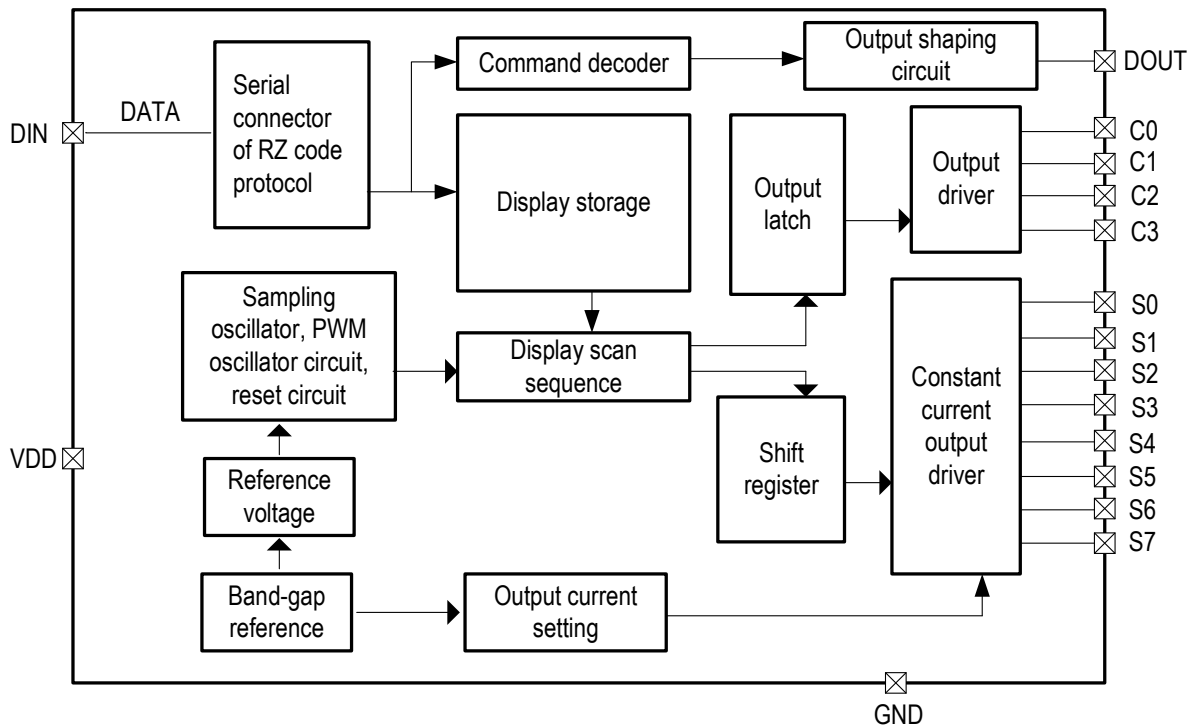 Output shaping
circuit
Command decoder
DOUT
Serial
connector
of RZ code
protocol
DATA
DIN
C0
C1
C2
C3
Output
driver
Output
latch
Display storage
Sampling
oscillator, PWM
oscillator circuit,
reset circuit
Display scan
sequence
S0
S1
S2
S3
S4
S5
S6
S7
Constant
current
output
driver
VDD
Shift
register
Reference
voltage
Band-gap
reference
Output current
setting
GND